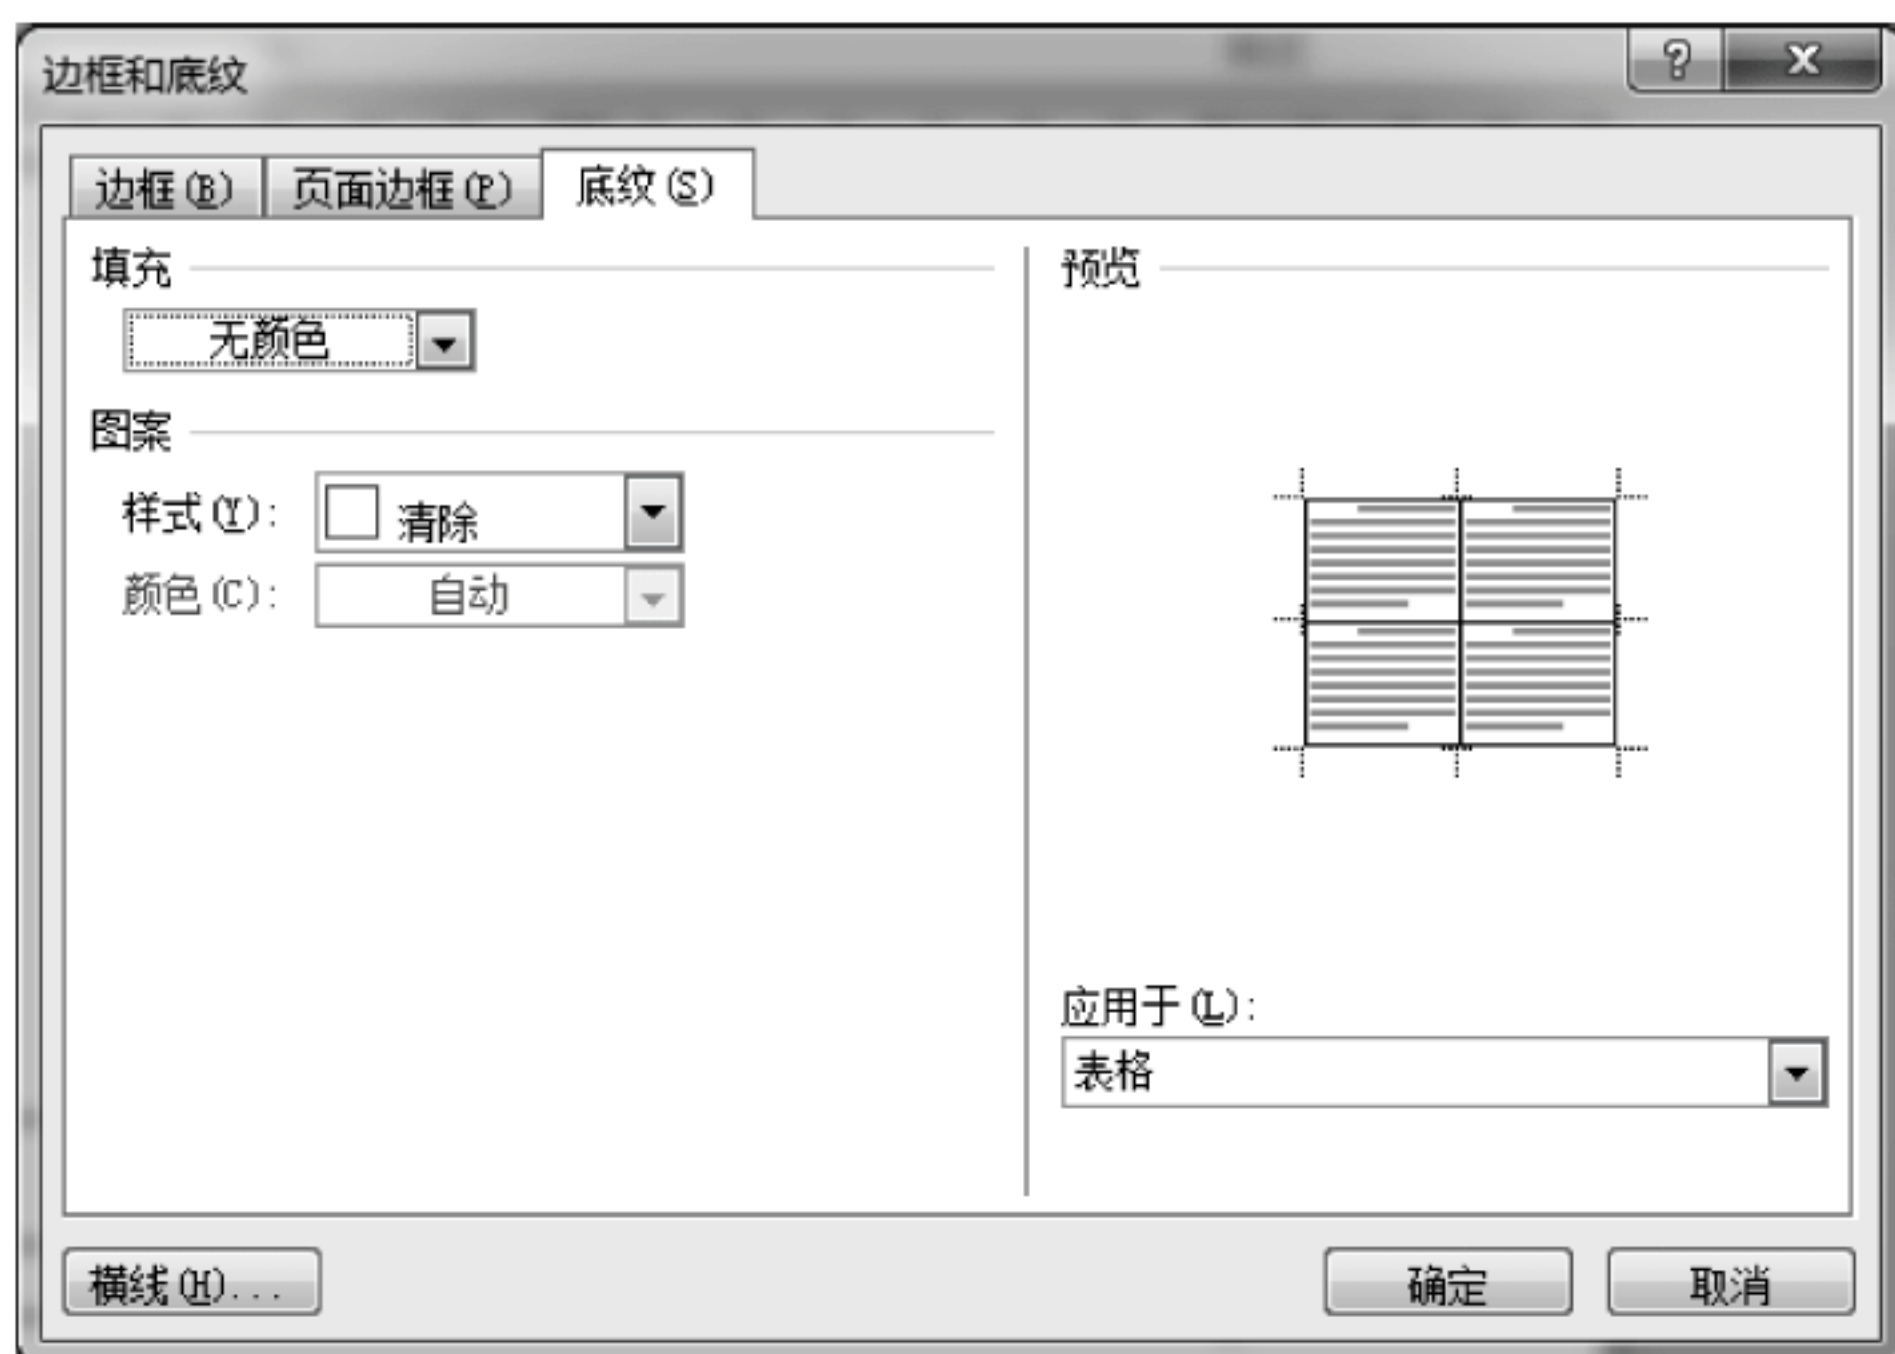 边框和底纹
边框(B) 页面边框(P) 底纹(S)
填充
无颜色
图案
样式(Y): 清除
颜色(C): 自动
预览
应用于(L):
表格
横线(H)... 确定 取消